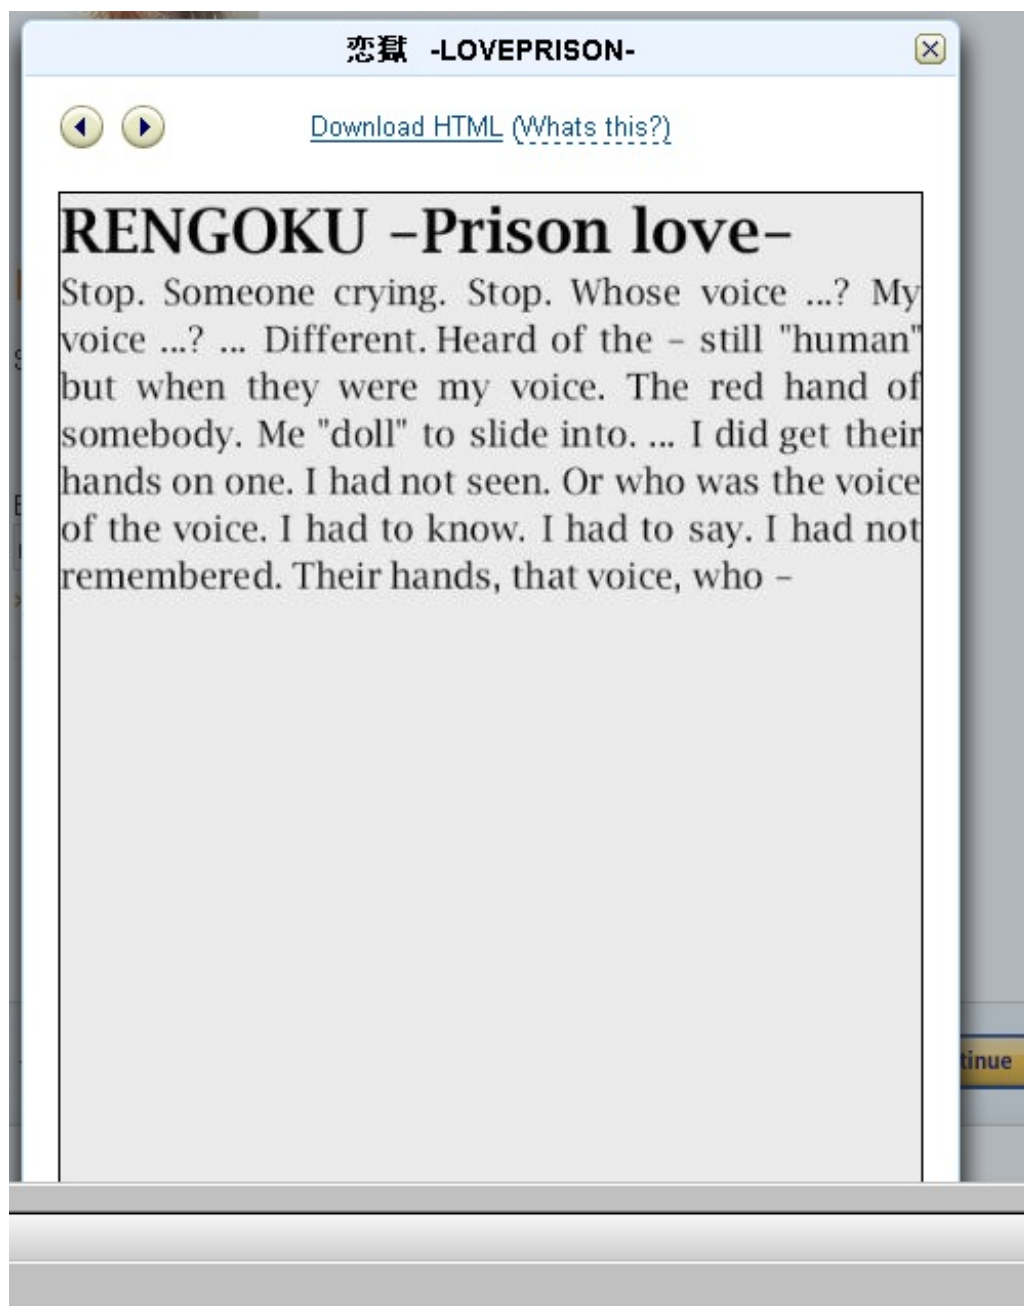 恋獄 -LOVEPRISON-
Download HTML (Whats this?)
RENGOKU –Prison love–
Stop. Someone crying. Stop. Whose voice ...? My
voice ...? ... Different. Heard of the – still "human"
but when they were my voice. The red hand of
somebody. Me "doll" to slide into. ... I did get their
hands on one. I had not seen. Or who was the voice
of the voice. I had to know. I had to say. I had not
remembered. Their hands, that voice, who –
tinue